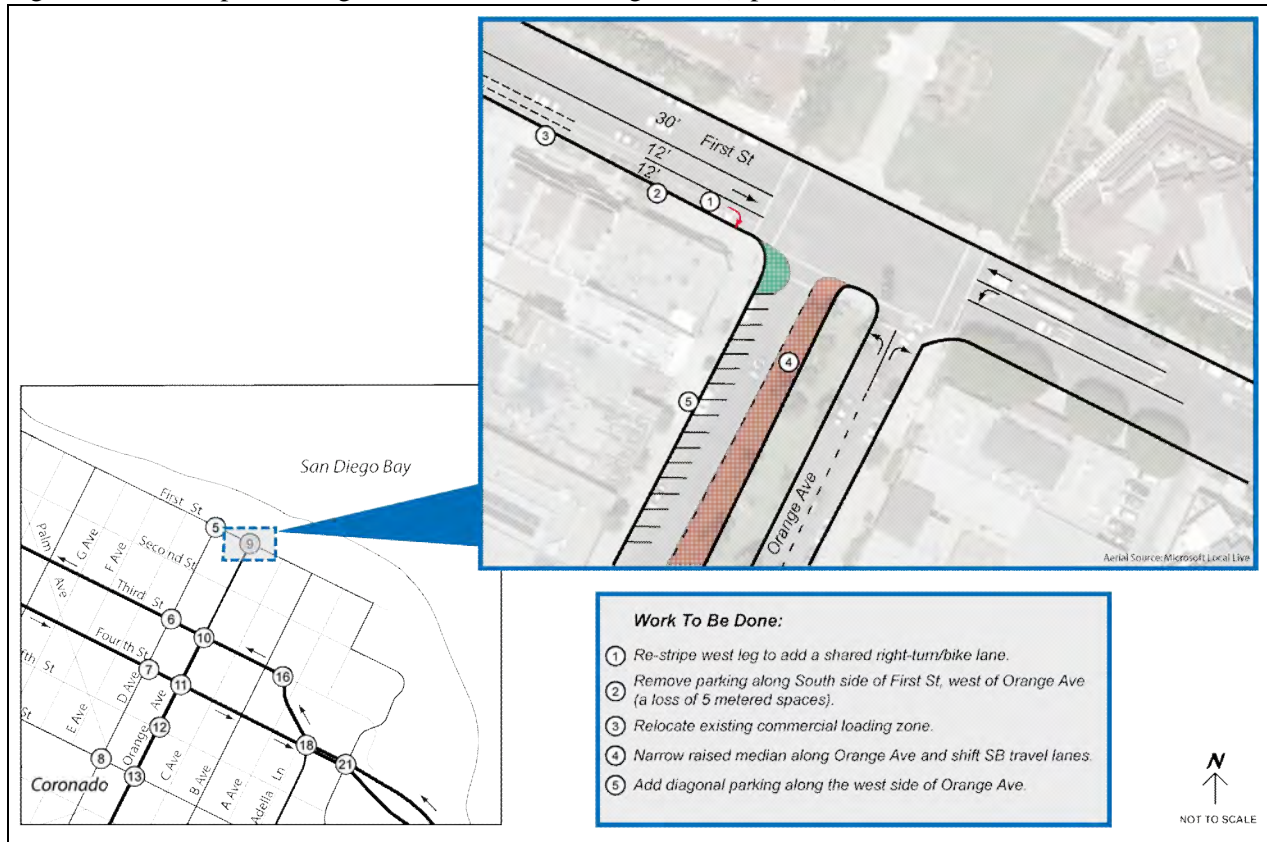 30'
First St
12'
12'
3
2
1
4
5
Orange Ave
Aerial Source: Microsoft Local Live
San Diego Bay
First St
5
9
Palm
Ave
G Ave
F Ave
Second St
Third St
6
10
Fourth St
16
fth St
7
D Ave
11
E Ave
St
Orange Ave
12
18
21
8
13
C Ave
B Ave
A Ave
Adella Ln
Coronado
Work To Be Done:
1 Re-stripe west leg to add a shared right-turn/bike lane.
2 Remove parking along South side of First St, west of Orange Ave
(a loss of 5 metered spaces).
3 Relocate existing commercial loading zone.
4 Narrow raised median along Orange Ave and shift SB travel lanes.
5 Add diagonal parking along the west side of Orange Ave.
N
NOT TO SCALE